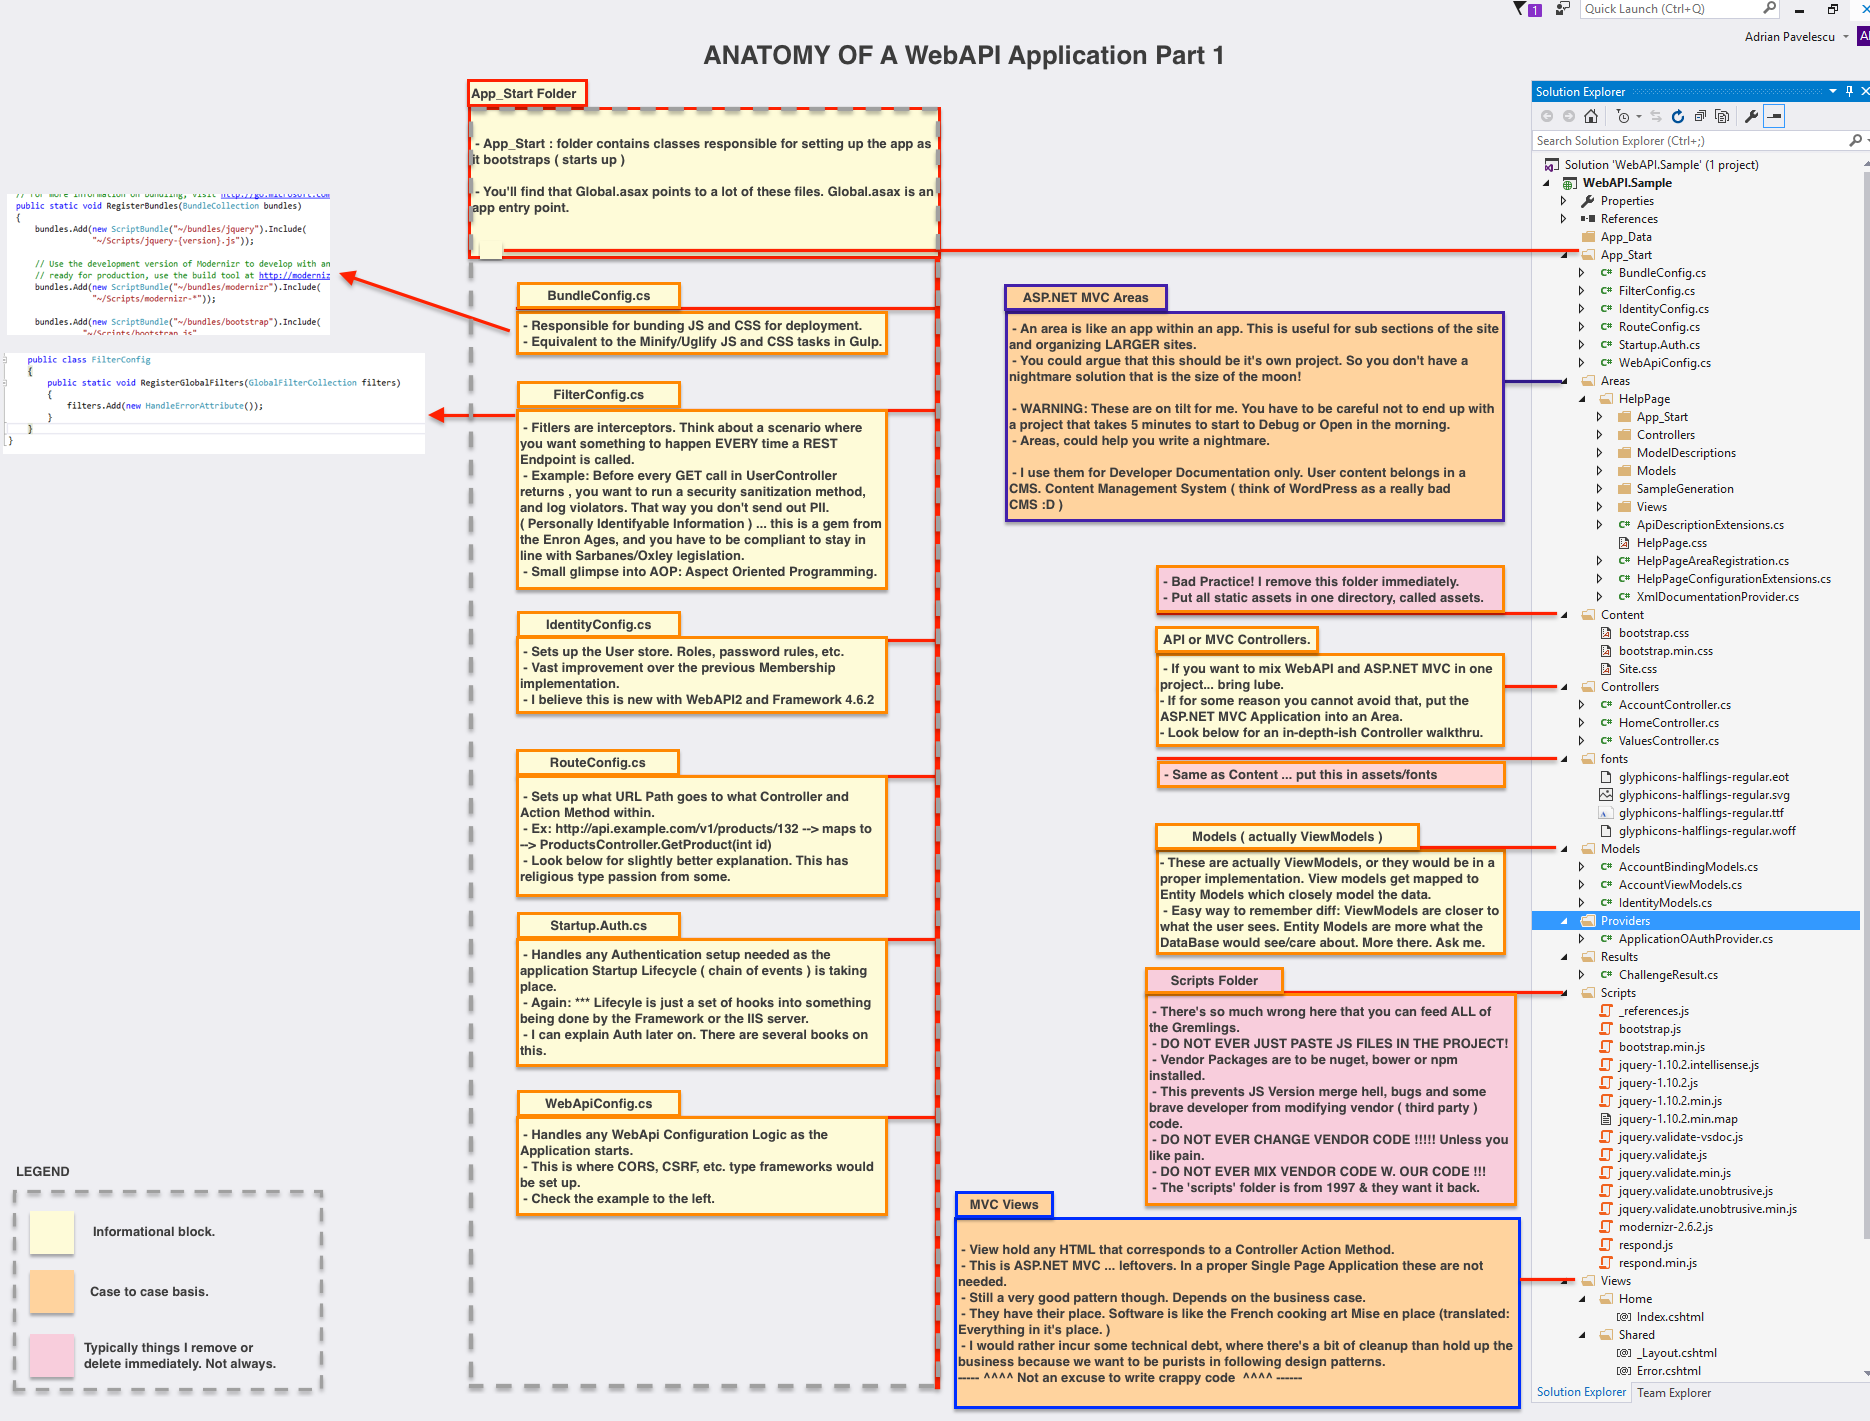 1
Quick Launch (Ctrl+Q)
Adrian Pavelescu
ANATOMY OF A WebAPI Application Part 1
App_Start Folder
- App_Start : folder contains classes responsible for setting up the app as
it bootstraps ( starts up )
- You'll find that Global.asax points to a lot of these files. Global.asax is an
app entry point.
// For more information on bundling, visit http://go.microsoft.com
public static void RegisterBundles(BundleCollection bundles)
{
bundles.Add(new ScriptBundle("~/bundles/jquery").Include(
"~/Scripts/jquery-{version}.js"));
// Use the development version of Modernizr to develop with an
// ready for production, use the build tool at http://moderniz
bundles.Add(new ScriptBundle("~/bundles/modernizr").Include(
"~/Scripts/modernizr-*"));
bundles.Add(new ScriptBundle("~/bundles/bootstrap").Include(
"~/Scripts/bootstrap.js"
public class FilterConfig
{
public static void RegisterGlobalFilters(GlobalFilterCollection filters)
{
filters.Add(new HandleErrorAttribute());
}
}
}
BundleConfig.cs
- Responsible for bunding JS and CSS for deployment.
- Equivalent to the Minify/Uglify JS and CSS tasks in Gulp.
FilterConfig.cs
- Fitlers are interceptors. Think about a scenario where
you want something to happen EVERY time a REST
Endpoint is called.
- Example: Before every GET call in UserController
returns , you want to run a security sanitization method,
and log violators. That way you don't send out PII.
( Personally Identifyable Information ) ... this is a gem from
the Enron Ages, and you have to be compliant to stay in
line with Sarbanes/Oxley legislation.
- Small glimpse into AOP: Aspect Oriented Programming.
IdentityConfig.cs
- Sets up the User store. Roles, password rules, etc.
- Vast improvement over the previous Membership
implementation.
- I believe this is new with WebAPI2 and Framework 4.6.2
RouteConfig.cs
- Sets up what URL Path goes to what Controller and
Action Method within.
- Ex: http://api.example.com/v1/products/132 --> maps to
--> ProductsController.GetProduct(int id)
- Look below for slightly better explanation. This has
religious type passion from some.
Startup.Auth.cs
- Handles any Authentication setup needed as the
application Startup Lifecycle ( chain of events ) is taking
place.
- Again: *** Lifecyle is just a set of hooks into something
being done by the Framework or the IIS server.
- I can explain Auth later on. There are several books on
this.
WebApiConfig.cs
- Handles any WebApi Configuration Logic as the
Application starts.
- This is where CORS, CSRF, etc. type frameworks would
be set up.
- Check the example to the left.
LEGEND
Informational block.
Case to case basis.
Typically things I remove or
delete immediately. Not always.
ASP.NET MVC Areas
- An area is like an app within an app. This is useful for sub sections of the site
and organizing LARGER sites.
- You could argue that this should be it's own project. So you don't have a
nightmare solution that is the size of the moon!
- WARNING: These are on tilt for me. You have to be careful not to end up with
a project that takes 5 minutes to start to Debug or Open in the morning.
- Areas, could help you write a nightmare.
- I use them for Developer Documentation only. User content belongs in a
CMS. Content Management System ( think of WordPress as a really bad
CMS :D )
- Bad Practice! I remove this folder immediately.
- Put all static assets in one directory, called assets.
API or MVC Controllers.
- If you want to mix WebAPI and ASP.NET MVC in one
project... bring lube.
- If for some reason you cannot avoid that, put the
ASP.NET MVC Application into an Area.
- Look below for an in-depth-ish Controller walkthru.
- Same as Content ... put this in assets/fonts
Models ( actually ViewModels )
- These are actually ViewModels, or they would be in a
proper implementation. View models get mapped to
Entity Models which closely model the data.
- Easy way to remember diff: ViewModels are closer to
what the user sees. Entity Models are more what the
DataBase would see/care about. More there. Ask me.
Scripts Folder
- There's so much wrong here that you can feed ALL of
the Gremlings.
- DO NOT EVER JUST PASTE JS FILES IN THE PROJECT!
- Vendor Packages are to be nuget, bower or npm
installed.
- This prevents JS Version merge hell, bugs and some
brave developer from modifying vendor ( third party )
code.
- DO NOT EVER CHANGE VENDOR CODE !!!!! Unless you
like pain.
- DO NOT EVER MIX VENDOR CODE W. OUR CODE !!!
- The 'scripts' folder is from 1997 & they want it back.
MVC Views
- View hold any HTML that corresponds to a Controller Action Method.
- This is ASP.NET MVC ... leftovers. In a proper Single Page Application these are not
needed.
- Still a very good pattern though. Depends on the business case.
- They have their place. Software is like the French cooking art Mise en place (translated:
Everything in it's place. )
- I would rather incur some technical debt, where there's a bit of cleanup than hold up the
business because we want to be purists in following design patterns.
----- ^^^^ Not an excuse to write crappy code ^^^^ ------
Solution Explorer
Search Solution Explorer (Ctrl+;)
Solution 'WebAPI.Sample' (1 project)
WebAPI.Sample
Properties
References
App_Data
App_Start
C# BundleConfig.cs
C# FilterConfig.cs
C# IdentityConfig.cs
C# RouteConfig.cs
C# Startup.Auth.cs
C# WebApiConfig.cs
Areas
HelpPage
App_Start
Controllers
ModelDescriptions
Models
SampleGeneration
Views
C# ApiDescriptionExtensions.cs
HelpPage.css
C# HelpPageAreaRegistration.cs
C# HelpPageConfigurationExtensions.cs
C# XmlDocumentationProvider.cs
Content
bootstrap.css
bootstrap.min.css
Site.css
Controllers
C# AccountController.cs
C# HomeController.cs
C# ValuesController.cs
fonts
glyphicons-halflings-regular.eot
glyphicons-halflings-regular.svg
glyphicons-halflings-regular.ttf
glyphicons-halflings-regular.woff
Models
C# AccountBindingModels.cs
C# AccountViewModels.cs
C# IdentityModels.cs
Providers
C# ApplicationOAuthProvider.cs
Results
C# ChallengeResult.cs
Scripts
_references.js
bootstrap.js
bootstrap.min.js
jquery-1.10.2.intellisense.js
jquery-1.10.2.js
jquery-1.10.2.min.js
jquery-1.10.2.min.map
jquery.validate-vsdoc.js
jquery.validate.js
jquery.validate.min.js
jquery.validate.unobtrusive.js
jquery.validate.unobtrusive.min.js
modernizr-2.6.2.js
respond.js
respond.min.js
Views
Home
[@] Index.cshtml
Shared
[@] _Layout.cshtml
[@] Error.cshtml
Solution Explorer Team Explorer